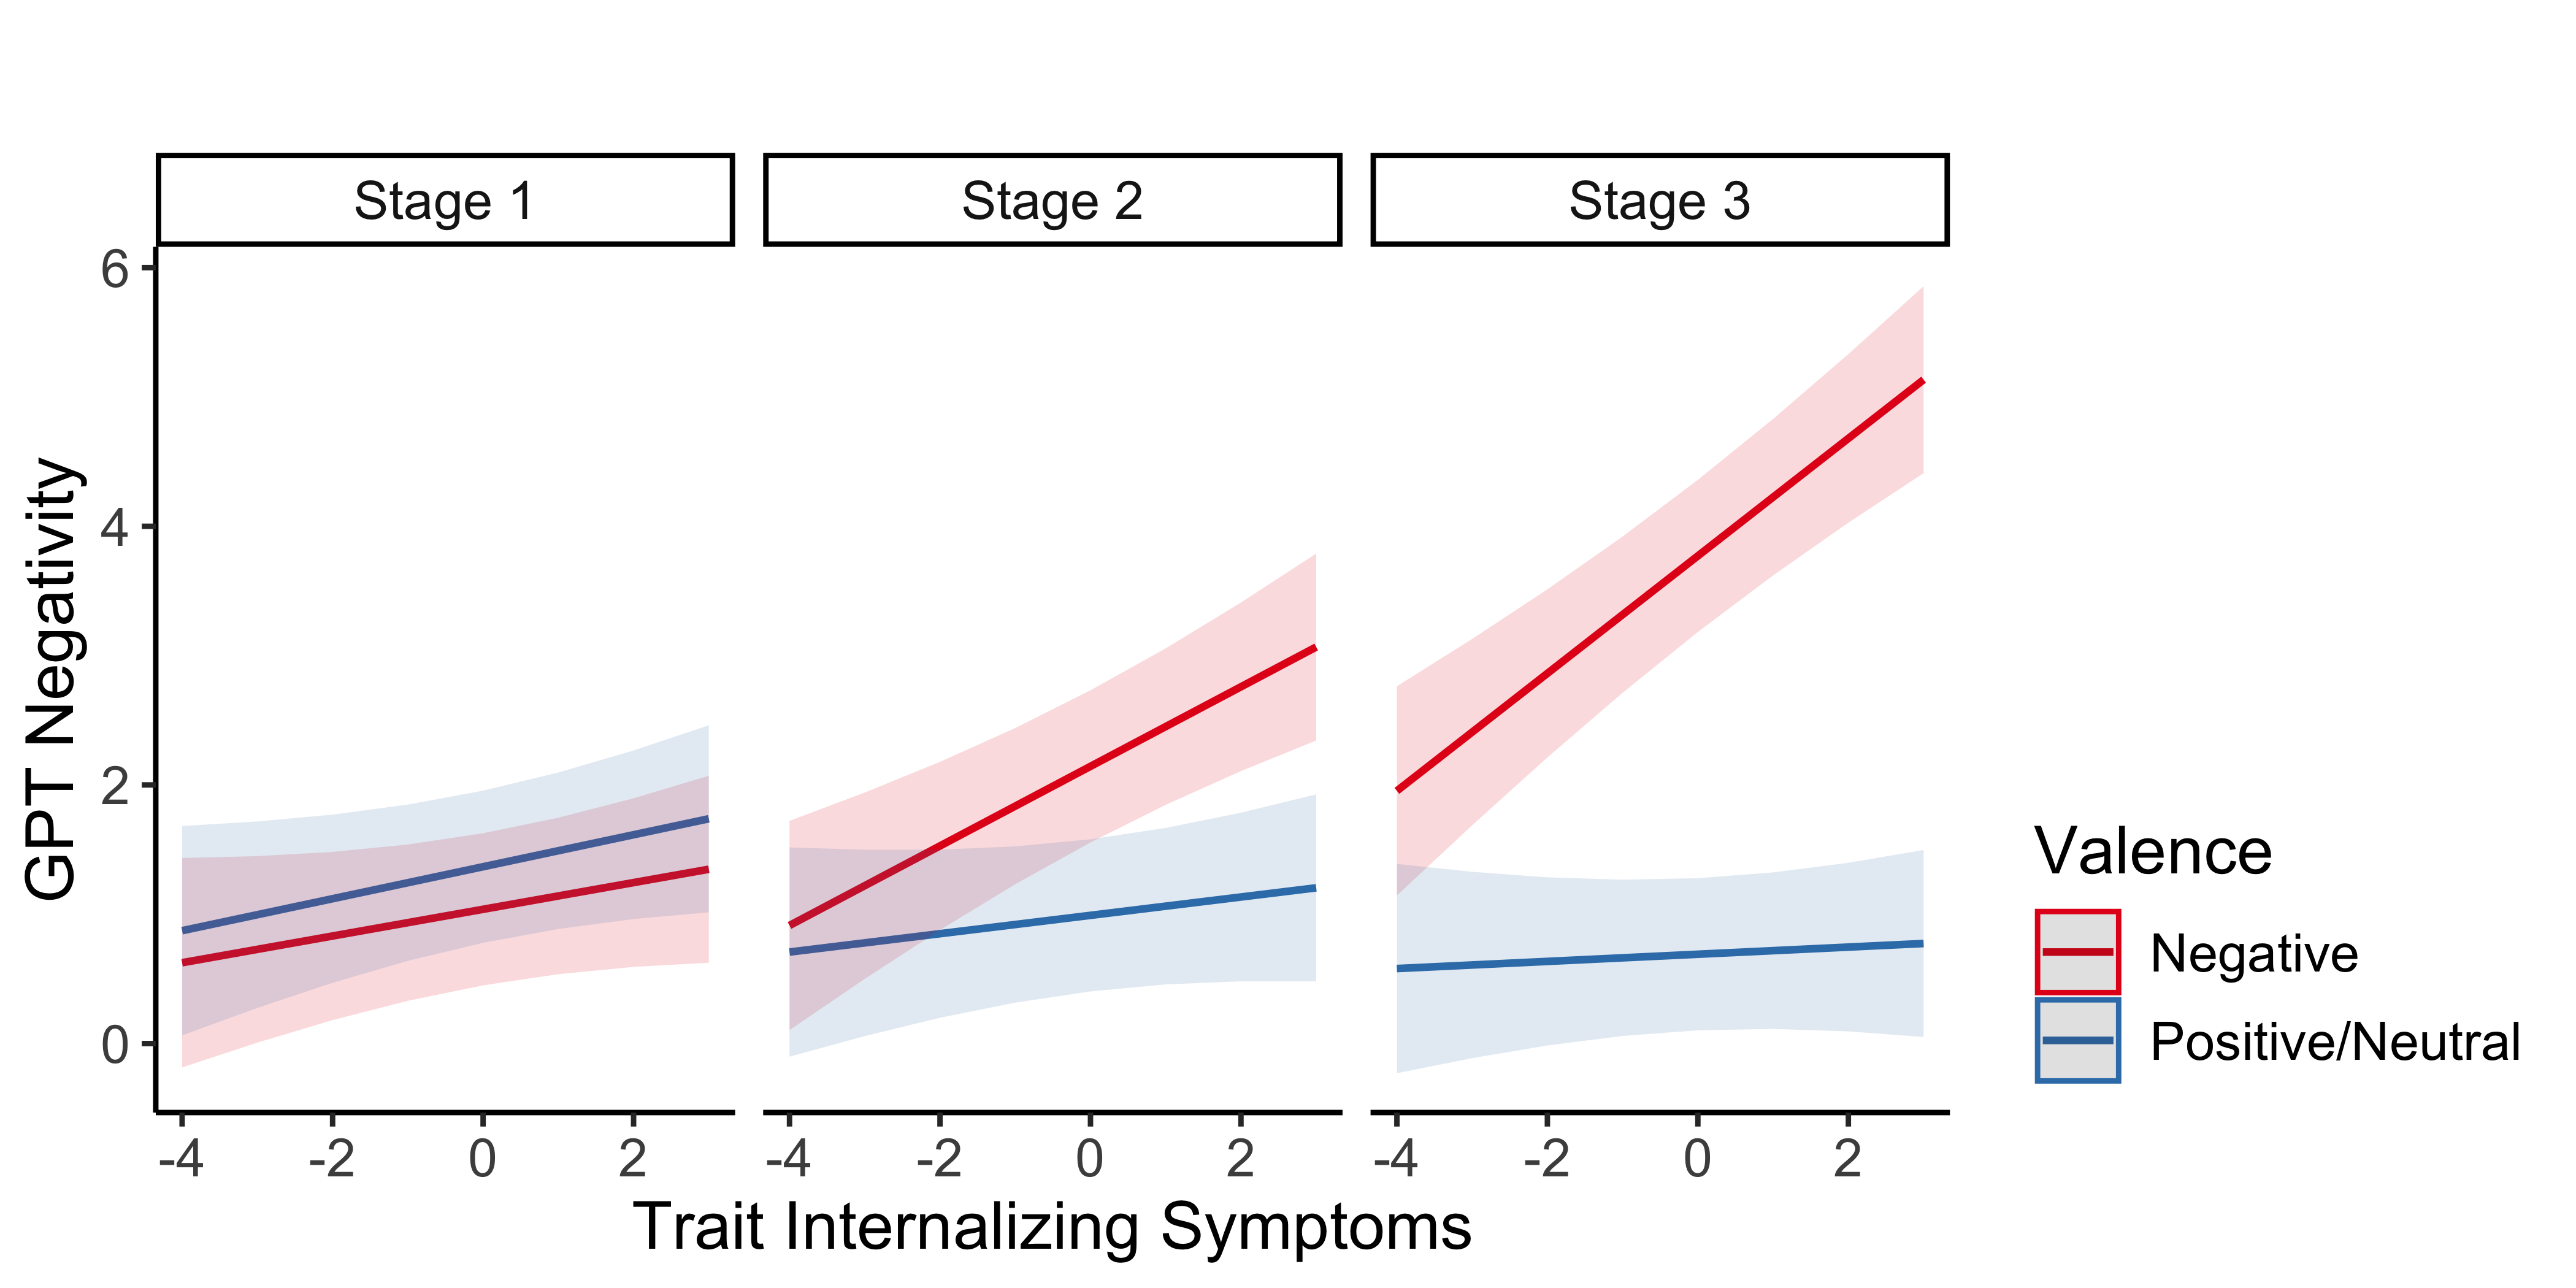 Stage 1
Stage 2
Stage 3
GPT Negativity
6
4
2
0
-4 -2 0 2
-4 -2 0 2
-4 -2 0 2
Trait Internalizing Symptoms
Valence
Negative
Positive/Neutral